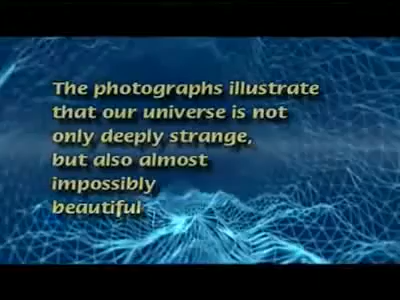 The photographs illustrate
that our universe is not
only deeply strange,
but also almost
impossibly
beautiful